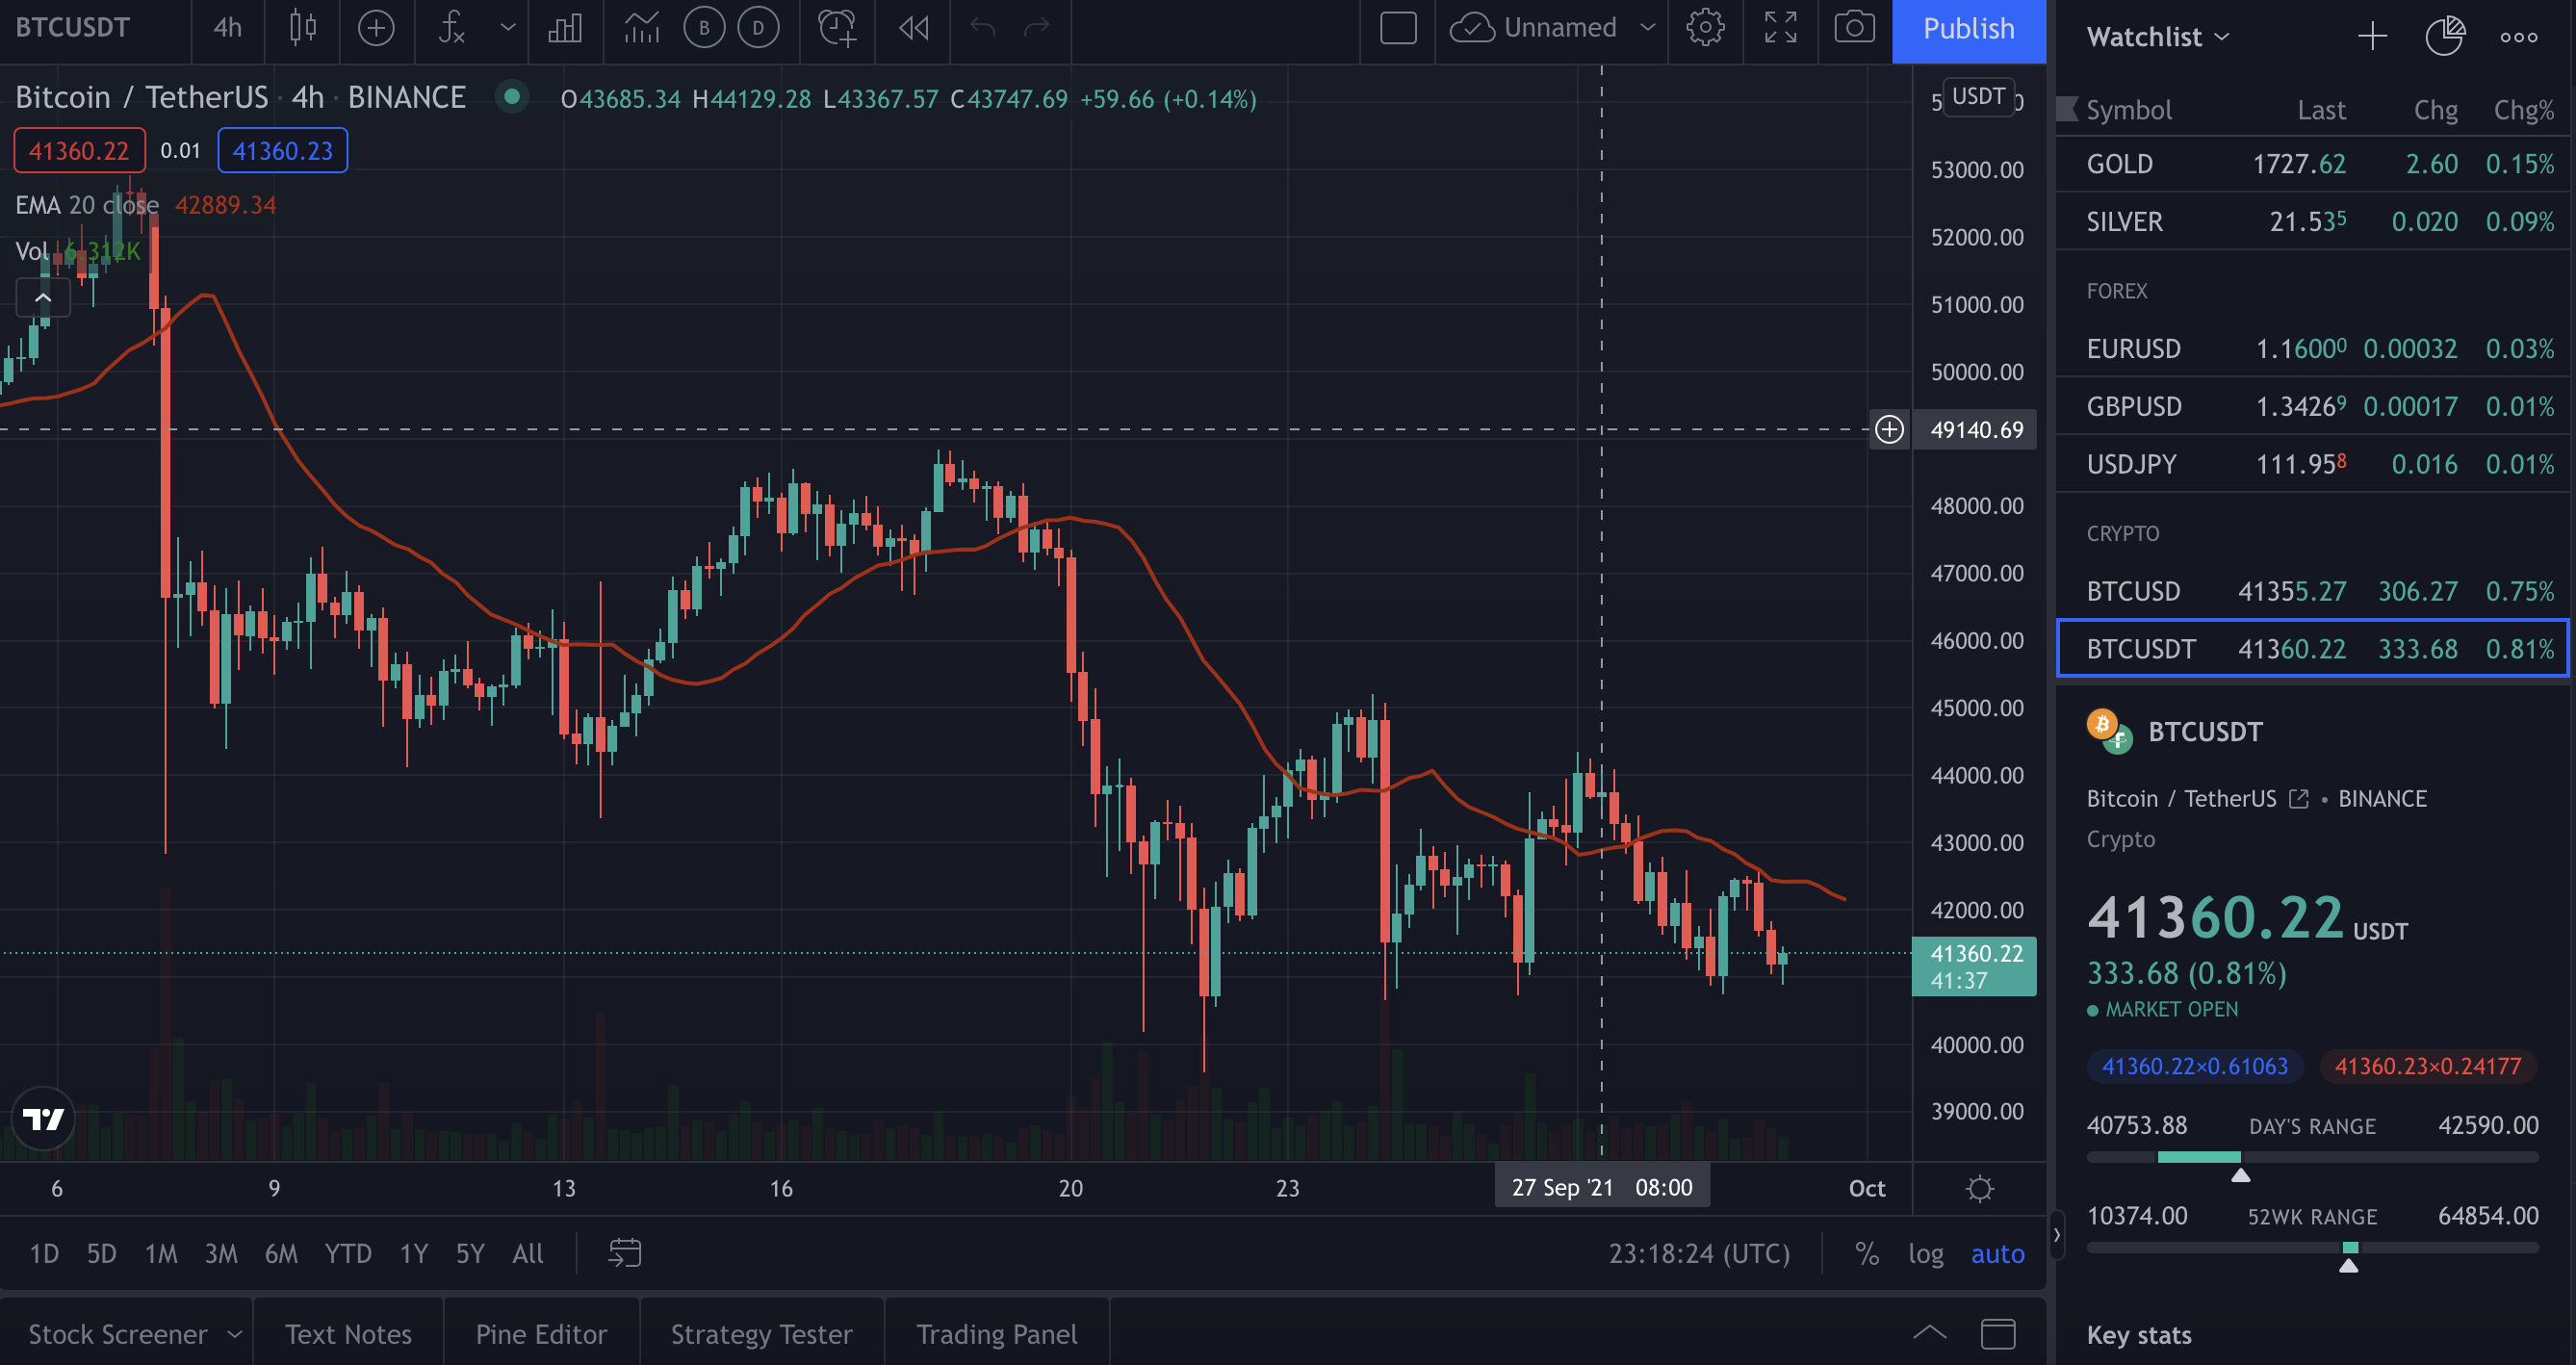 BTCUSDT 4h B D Unnamed Publish
Bitcoin / TetherUS · 4h · BINANCE O43685.34 H44129.28 L43367.57 C43747.69 +59.66 (+0.14%)
41360.22 0.01 41360.23
EMA 20 close 42889.34
Vol 6.312K
USDT
53000.00
52000.00
51000.00
50000.00
49140.69
48000.00
47000.00
46000.00
45000.00
44000.00
43000.00
42000.00
41360.22
41:37
40000.00
39000.00
6 9 13 16 20 23 27 Sep '21 08:00 Oct
1D 5D 1M 3M 6M YTD 1Y 5Y All 23:18:24 (UTC) % log auto
Stock Screener Text Notes Pine Editor Strategy Tester Trading Panel
Watchlist
Symbol Last Chg Chg%
GOLD 1727.62 2.60 0.15%
SILVER 21.535 0.020 0.09%
FOREX
EURUSD 1.16000 0.00032 0.03%
GBPUSD 1.34269 0.00017 0.01%
USDJPY 111.958 0.016 0.01%
CRYPTO
BTCUSD 41355.27 306.27 0.75%
BTCUSDT 41360.22 333.68 0.81%
BTCUSDT
Bitcoin / TetherUS • BINANCE
Crypto
41360.22 USDT
333.68 (0.81%)
MARKET OPEN
41360.22×0.61063 41360.23×0.24177
40753.88 DAY'S RANGE 42590.00
10374.00 52WK RANGE 64854.00
Key stats